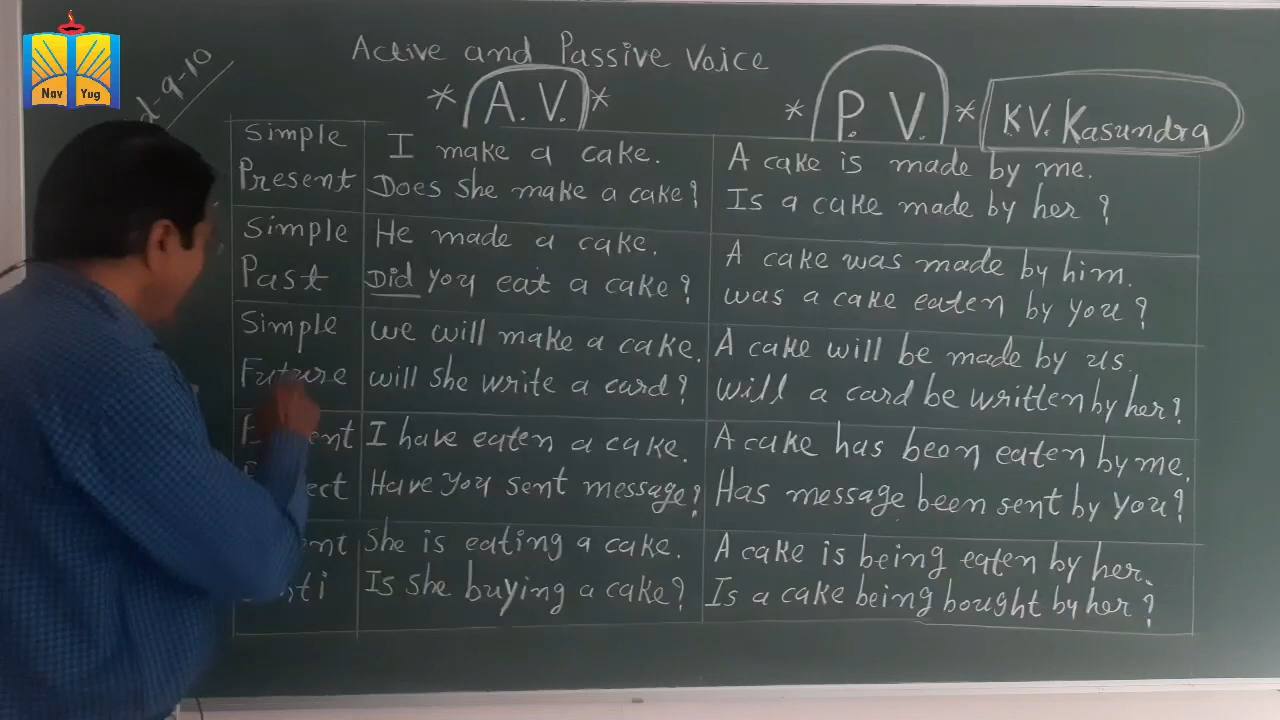 Nav Yug
d-9-10
Active and Passive Voice
* A. V. *
* P. V. *
K.V. Kasundra
Simple
Present
I make a cake.
Does she make a cake?
A cake is made by me.
Is a cake made by her ?
Simple
Past
He made a cake.
Did you eat a cake?
A cake was made by him.
was a cake eaten by you ?
Simple
Future
we will make a cake.
will she write a card?
A cake will be made by us.
Will a card be written by her?
I have eaten a cake.
Have you sent message?
A cake has been eaten by me.
Has message been sent by you?
She is eating a cake.
Is she buying a cake?
A cake is being eaten by her.
Is a cake being bought by her ?